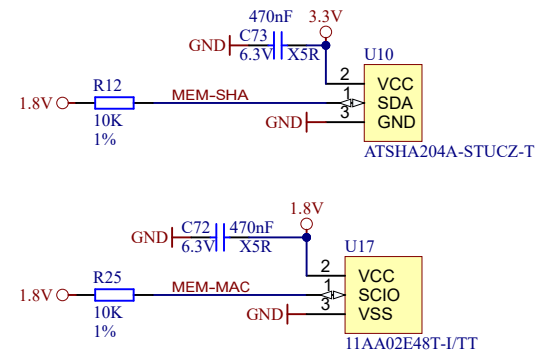 470nF 3.3V
GND C73
6.3V X5R U10
2 VCC
R12 MEM-SHA 1 SDA
1.8V
GND 3 GND
10K
1%
ATSHA204A-STUCZ-T
1.8V
C72 470nF
GND
6.3V X5R U17
2 VCC
R25 MEM-MAC 1 SCIO
1.8V
GND 3 VSS
10K
1%
11AA02E48T-I/TT